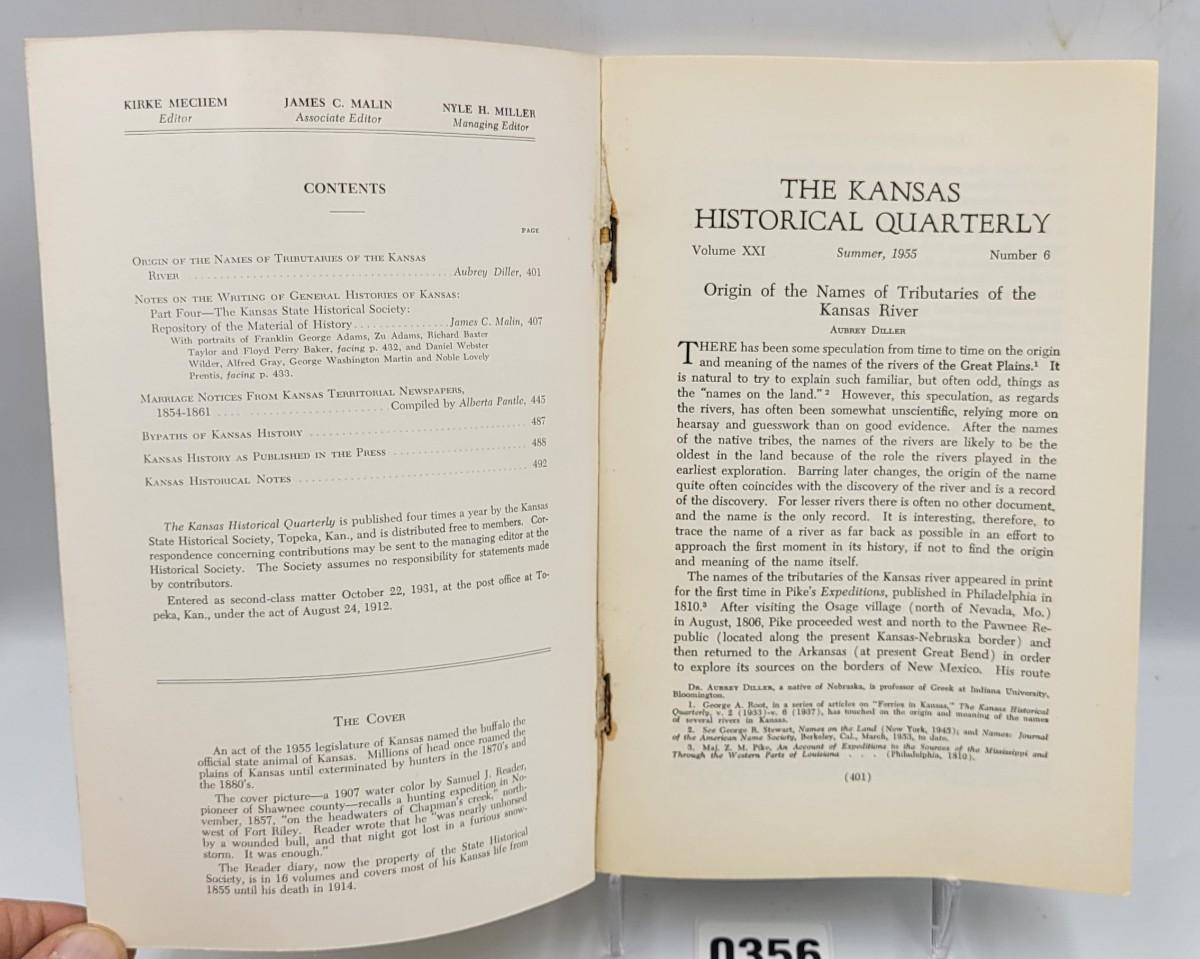 KIRKE MECHEM JAMES C. MALIN NYLE H. MILLER
Editor Associate Editor Managing Editor
CONTENTS
PAGE
Origin of the Names of Tributaries of the Kansas
River . . . . . . . . . . . . . . . . . . . . Aubrey Diller, 401
Notes on the Writing of General Histories of Kansas:
Part Four—The Kansas State Historical Society:
Repository of the Material of History . . . . . . . . James C. Malin, 407
With portraits of Franklin George Adams, Zu Adams, Richard Baxter
Taylor and Floyd Perry Baker, facing p. 432, and Daniel Webster
Wilder, Alfred Gray, George Washington Martin and Noble Lovely
Prentis, facing p. 433.
Marriage Notices From Kansas Territorial Newspapers,
1854-1861 . . . . . . . . . . . . Compiled by Alberta Pantle, 445
Bypaths of Kansas History . . . . . . . . . . . . 487
Kansas History as Published in the Press . . . . . . . . 488
Kansas Historical Notes . . . . . . . . . . . . 492
The Kansas Historical Quarterly is published four times a year by the Kansas
State Historical Society, Topeka, Kan., and is distributed free to members. Cor-
respondence concerning contributions may be sent to the managing editor at the
Historical Society. The Society assumes no responsibility for statements made
by contributors.
Entered as second-class matter October 22, 1931, at the post office at To-
peka, Kan., under the act of August 24, 1912.
The Cover
An act of the 1955 legislature of Kansas named the buffalo the
official state animal of Kansas. Millions of head once roamed the
plains of Kansas until exterminated by hunters in the 1870's and
the 1880's.
The cover picture—a 1907 water color by Samuel J. Reader,
pioneer of Shawnee county—recalls a hunting expedition in No-
vember, 1857, "on the headwaters of Chapman's creek," north-
west of Fort Riley. Reader wrote that he "was nearly unhorsed
by a wounded bull, and that night got lost in a furious snow-
storm. It was enough."
The Reader diary, now the property of the State Historical
Society, is in 16 volumes and covers most of his Kansas life from
1855 until his death in 1914.
THE KANSAS
HISTORICAL QUARTERLY
Volume XXI Summer, 1955 Number 6
Origin of the Names of Tributaries of the
Kansas River
Aubrey Diller
THERE has been some speculation from time to time on the origin
and meaning of the names of the rivers of the Great Plains.¹ It
is natural to try to explain such familiar, but often odd, things as
the "names on the land." ² However, this speculation, as regards
the rivers, has often been somewhat unscientific, relying more on
hearsay and guesswork than on good evidence. After the names
of the native tribes, the names of the rivers are likely to be the
oldest in the land because of the role the rivers played in the
earliest exploration. Barring later changes, the origin of the name
quite often coincides with the discovery of the river and is a record
of the discovery. For lesser rivers there is often no other document,
and the name is the only record. It is interesting, therefore, to
trace the name of a river as far back as possible in an effort to
approach the first moment in its history, if not to find the origin
and meaning of the name itself.
The names of the tributaries of the Kansas river appeared in print
for the first time in Pike's Expeditions, published in Philadelphia in
1810.³ After visiting the Osage village (north of Nevada, Mo.)
in August, 1806, Pike proceeded west and north to the Pawnee Re-
public (located along the present Kansas-Nebraska border) and
then returned to the Arkansas (at present Great Bend) in order
to explore its sources on the borders of New Mexico. His route
Dr. Aubrey Diller, a native of Nebraska, is professor of Greek at Indiana University,
Bloomington.
1. George A. Root, in a series of articles on "Ferries in Kansas," The Kansas Historical
Quarterly, v. 2 (1933)-v. 6 (1937), has touched on the origin and meaning of the names
of several rivers in Kansas.
2. See George R. Stewart, Names on the Land (New York, 1945); and Names: Journal
of the American Name Society, Berkeley, Cal., March, 1953, to date.
3. Maj. Z. M. Pike, An Account of Expeditions to the Sources of the Mississippi and
Through the Western Parts of Louisiana . . . (Philadelphia, 1810).
(401)
0356